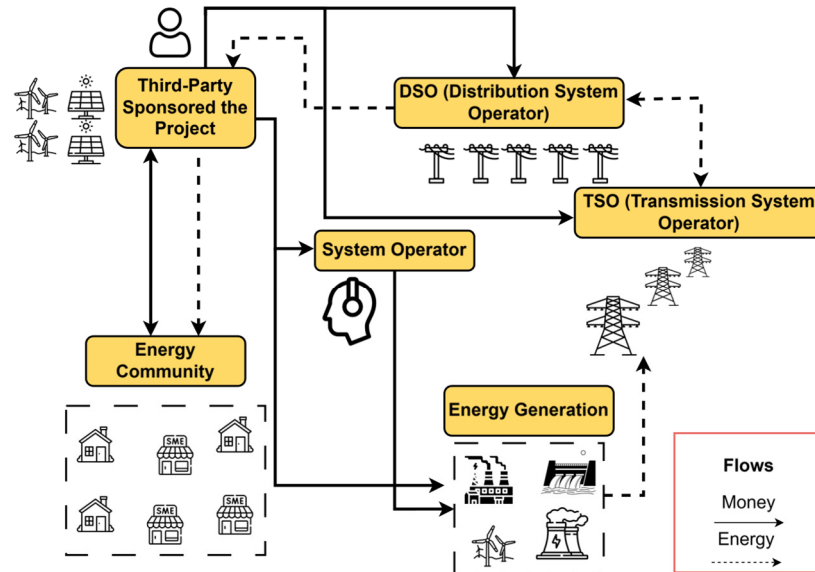 Third-Party
Sponsored the
Project
DSO (Distribution System
Operator)
TSO (Transmission System
Operator)
System Operator
Energy
Community
Energy Generation
SME
SME
SME
Flows
Money
Energy